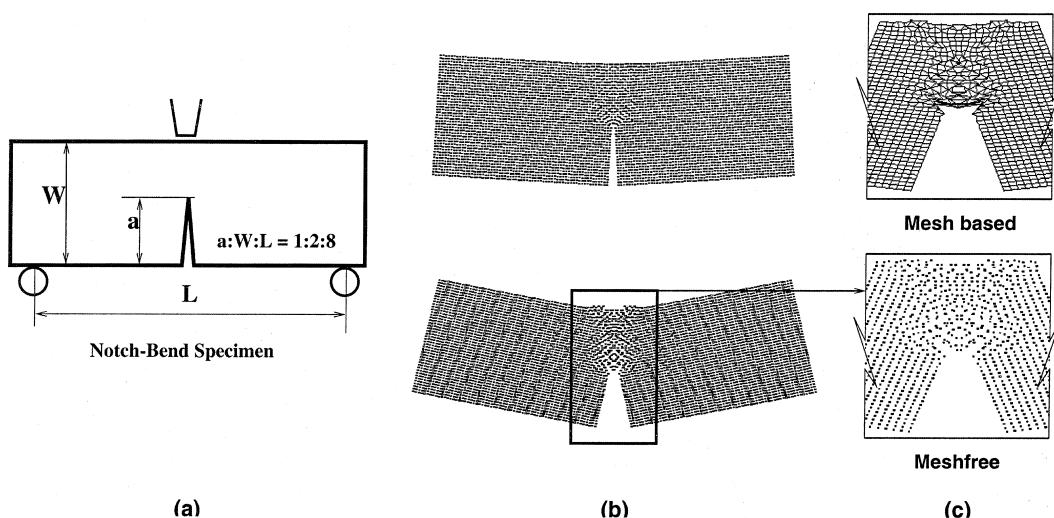 W
a
a:W:L = 1:2:8
L
Notch-Bend Specimen
Mesh based
Meshfree
(a)
(b)
(c)